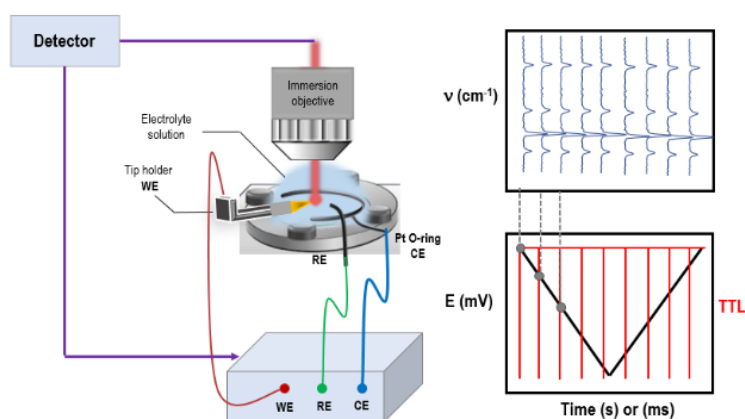 Detector
Immersion
objective
Electrolyte
solution
Tip holder
WE
Pt O-ring
CE
RE
WE RE CE
ν (cm⁻¹)
E (mV)
TTL
Time (s) or (ms)